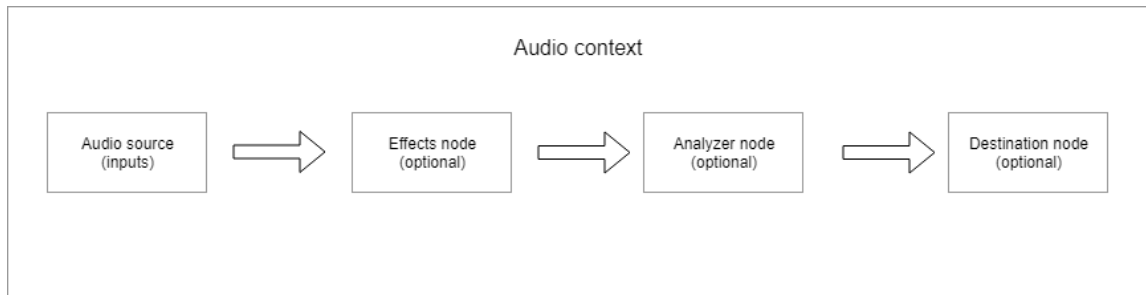 Audio context
Audio source
(inputs)
Effects node
(optional)
Analyzer node
(optional)
Destination node
(optional)